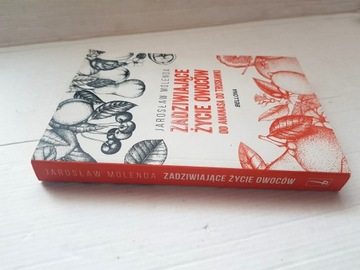 JAROSŁAW MOLENDA
ZADZIWIAJĄCE
ŻYCIE OWOCÓW
OD ANANASA DO TRUSKAWKI
BELLONA
JAROSŁAW MOLENDA ZADZIWIAJĄCE ŻYCIE OWOCÓW